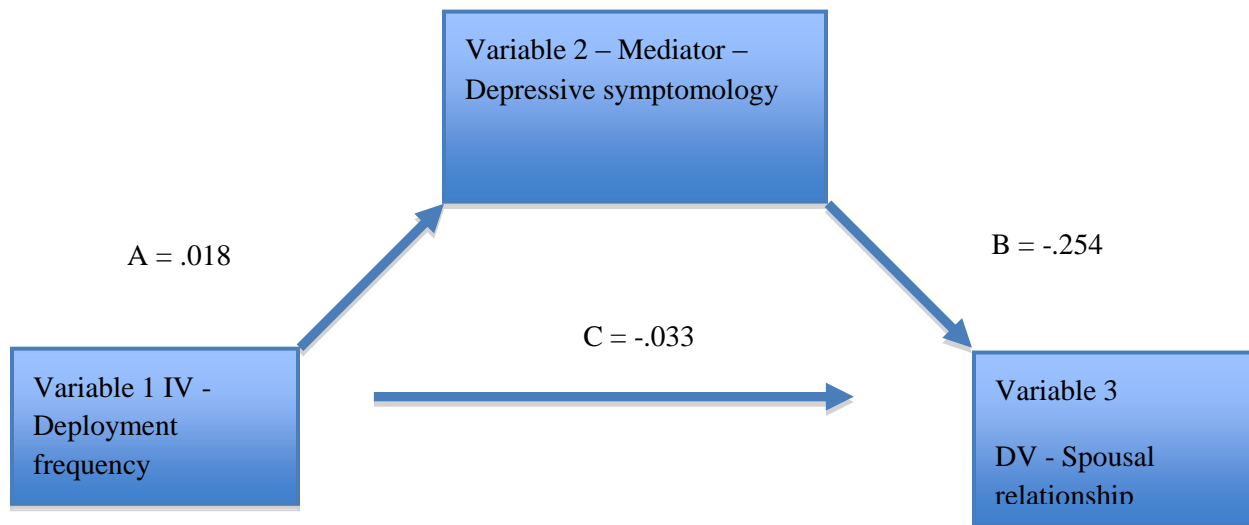 Variable 2 – Mediator –
Depressive symptomology
A = .018
B = -.254
C = -.033
Variable 1 IV -
Deployment
frequency
Variable 3
DV - Spousal
relationship